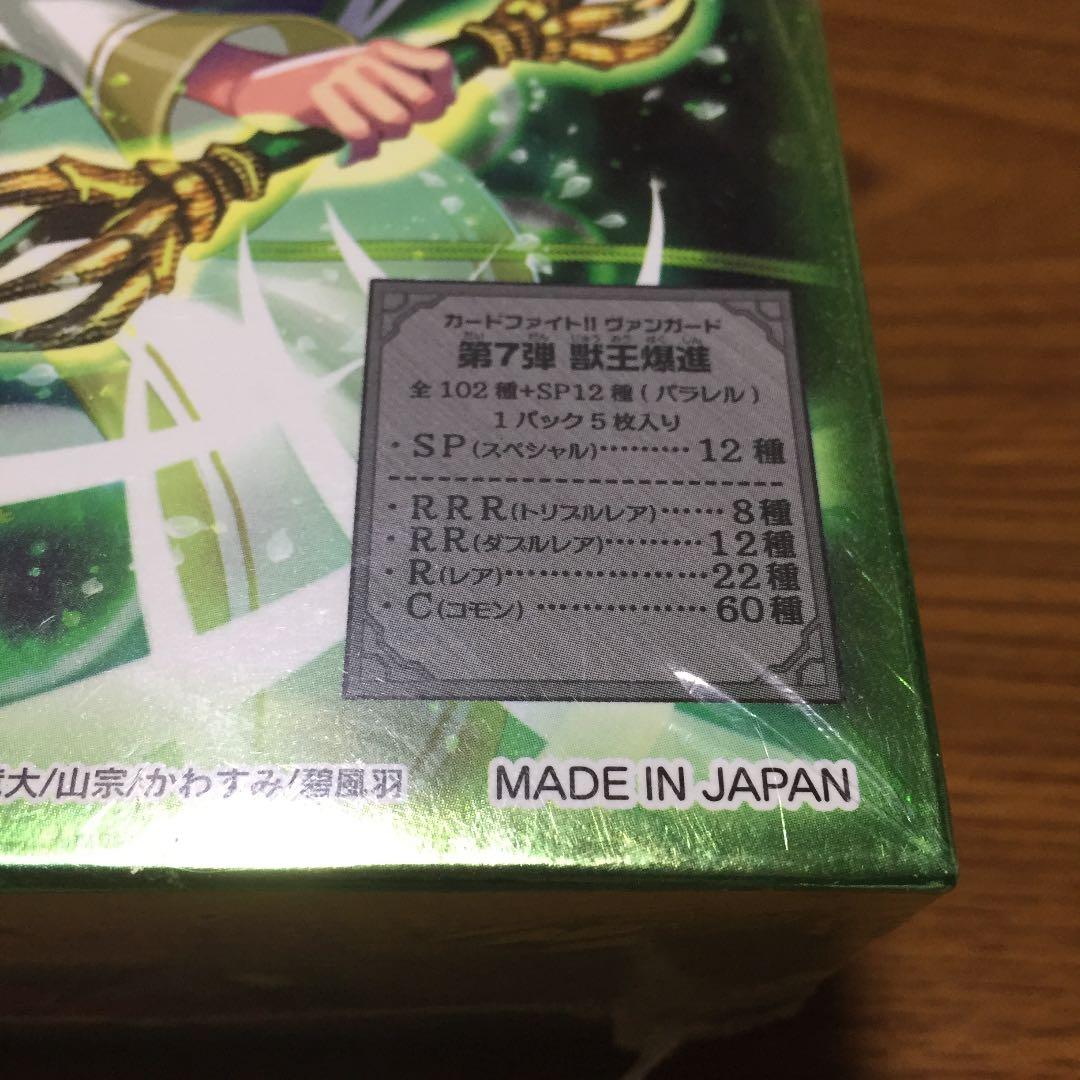 カードファイト!! ヴァンガード
第7弾 獣王爆進
全102種+SP12種(パラレル)
1パック5枚入り
・SP(スペシャル)………12種
・RRR(トリプルレア)……8種
・RR(ダブルレア)………12種
・R(レア)…………………22種
・C(コモン)………………60種
大/山宗/かわすみ/碧風羽
MADE IN JAPAN